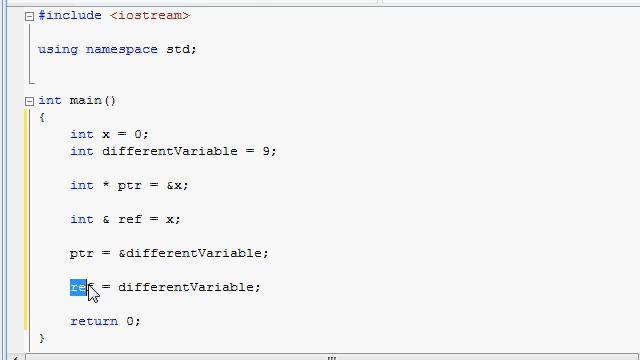 #include <iostream>
using namespace std;
int main()
{
int x = 0;
int differentVariable = 9;
int * ptr = &x;
int & ref = x;
ptr = &differentVariable;
ref = differentVariable;
return 0;
}